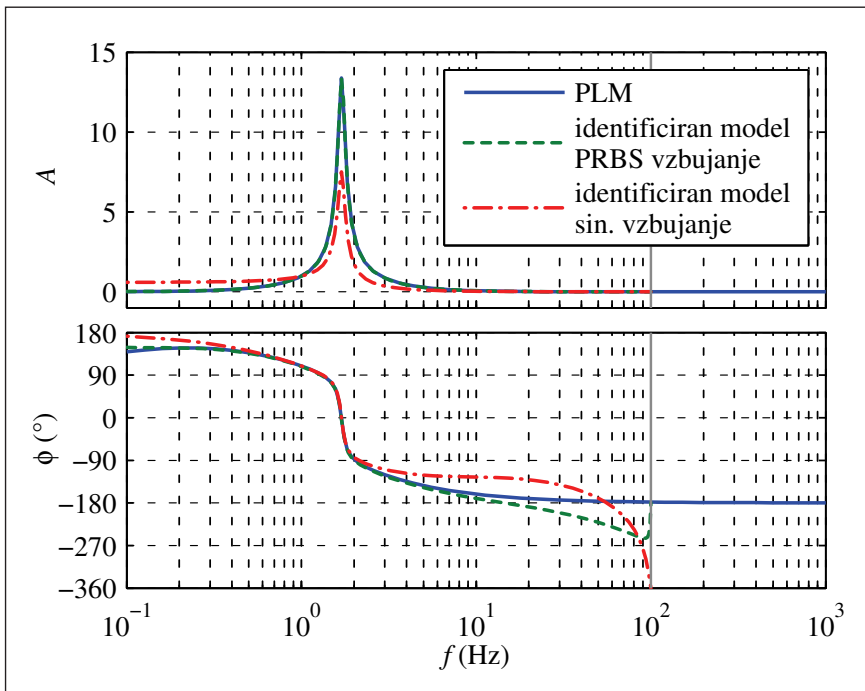 15
10
5
0
A
PLM
identificiran model
PRBS vzbujanje
identificiran model
sin. vzbujanje
180
90
0
−90
−180
−270
−360
ϕ (°)
10⁻¹
10⁰
10¹
10²
10³
f (Hz)